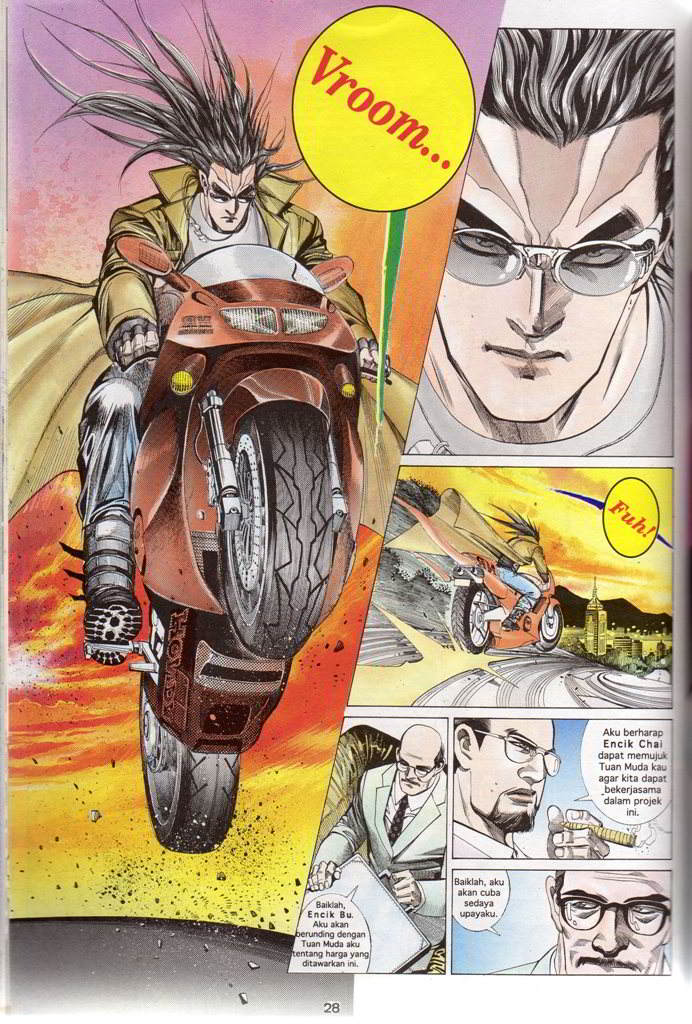 Vroom...
Fuh!
Baiklah,
Encik Bu.
Aku akan
berunding dengan
Tuan Muda aku
tentang harga yang
ditawarkan ini.
Aku berharap
Encik Chai
dapat memujuk
Tuan Muda kau
agar kita dapat
bekerjasama
dalam projek
ini.
Baiklah, aku
akan cuba
sedaya
upayaku.
28